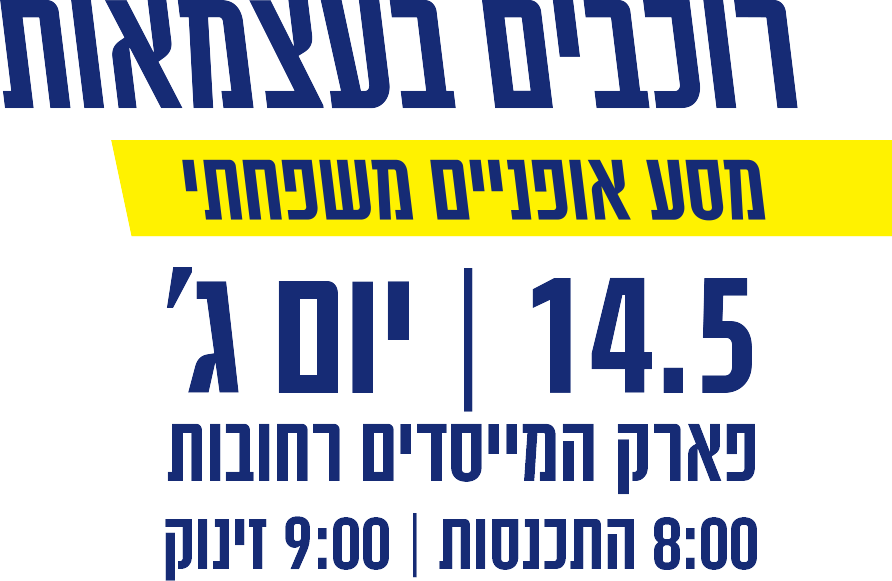 רוכבים בעצמאות
מסע אופניים משפחתי
14.5 | יום ג'
פארק המייסדים רחובות
8:00 התכנסות | 9:00 זינוק